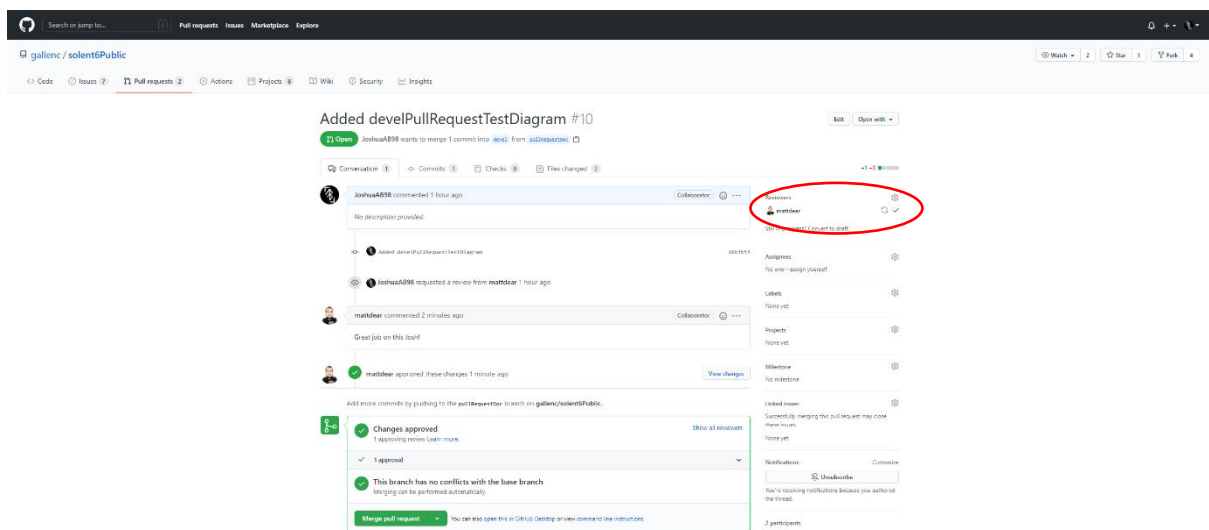 Search or jump to...
/
Pull requests Issues Marketplace Explore
gallenc / solent6Public
Watch 2 Star 1 Fork 4
Code Issues 7 Pull requests 2 Actions Projects 8 Wiki Security Insights
Added develPullRequestTestDiagram #10
Edit Open with
Open JoshuaAB98 wants to merge 1 commit into devel from pullRequestDoc
Conversation 1 Commits 1 Checks 0 Files changed 2
JoshuaAB98 commented 1 hour ago
Collaborator
No description provided.
Added develPullRequestTestDiagram
JoshuaAB98 requested a review from mattdear 1 hour ago
mattdear commented 2 minutes ago
Collaborator
Great job on this Josh!
mattdear approved these changes 1 minute ago
View changes
Add more commits by pushing to the pullRequestDoc branch on gallenc/solent6Public.
Changes approved
Show all reviewers
1 approving review Learn more.
1 approval
This branch has no conflicts with the base branch
Merging can be performed automatically.
Merge pull request
You can also open this in GitHub Desktop or view command line instructions.
Reviewers
mattdear
Still in progress? Convert to draft
Assignees
No one—assign yourself
Labels
None yet
Projects
None yet
Milestone
No milestone
Linked issues
Successfully merging this pull request may close
these issues.
None yet
Notifications Customize
Unsubscribe
You're receiving notifications because you authored
the thread.
2 participants